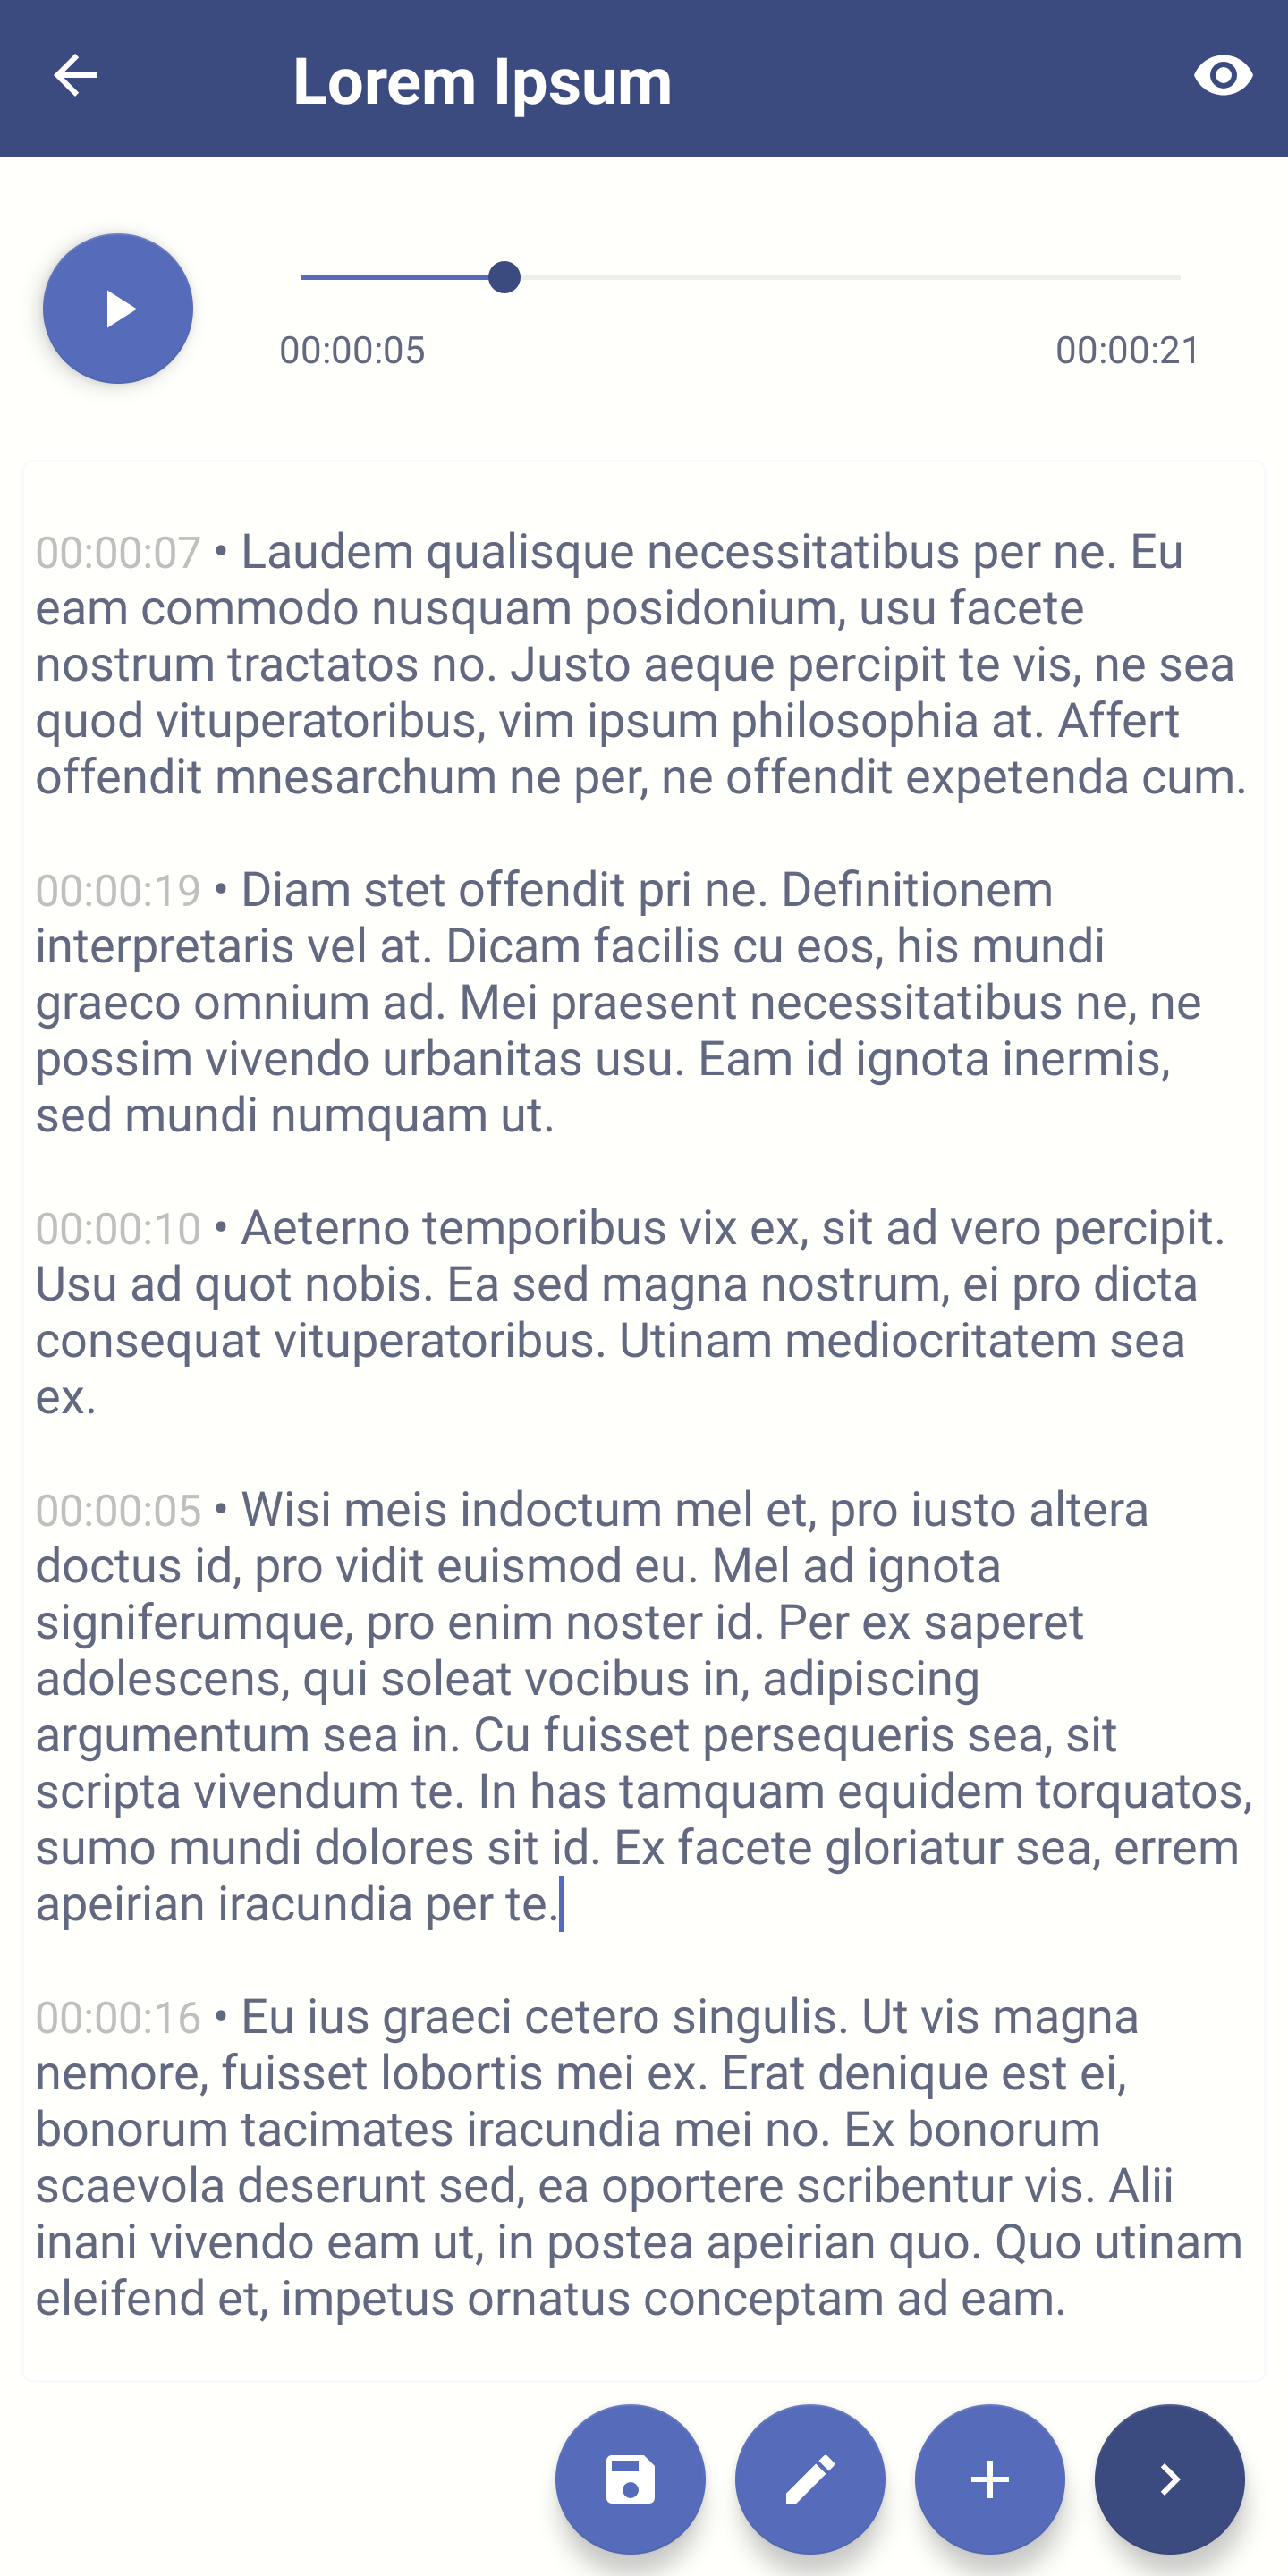 Lorem Ipsum
00:00:05
00:00:21
00:00:07 • Laudem qualisque necessitatibus per ne. Eu
eam commodo nusquam posidonium, usu facete
nostrum tractatos no. Justo aeque percipit te vis, ne sea
quod vituperatoribus, vim ipsum philosophia at. Affert
offendit mnesarchum ne per, ne offendit expetenda cum.
00:00:19 • Diam stet offendit pri ne. Definitionem
interpretaris vel at. Dicam facilis cu eos, his mundi
graeco omnium ad. Mei praesent necessitatibus ne, ne
possim vivendo urbanitas usu. Eam id ignota inermis,
sed mundi numquam ut.
00:00:10 • Aeterno temporibus vix ex, sit ad vero percipit.
Usu ad quot nobis. Ea sed magna nostrum, ei pro dicta
consequat vituperatoribus. Utinam mediocritatem sea
ex.
00:00:05 • Wisi meis indoctum mel et, pro iusto altera
doctus id, pro vidit euismod eu. Mel ad ignota
signiferumque, pro enim noster id. Per ex saperet
adolescens, qui soleat vocibus in, adipiscing
argumentum sea in. Cu fuisset persequeris sea, sit
scripta vivendum te. In has tamquam equidem torquatos,
sumo mundi dolores sit id. Ex facete gloriatur sea, errem
apeirian iracundia per te.
00:00:16 • Eu ius graeci cetero singulis. Ut vis magna
nemore, fuisset lobortis mei ex. Erat denique est ei,
bonorum tacimates iracundia mei no. Ex bonorum
scaevola deserunt sed, ea oportere scribentur vis. Alii
inani vivendo eam ut, in postea apeirian quo. Quo utinam
eleifend et, impetus ornatus conceptam ad eam.